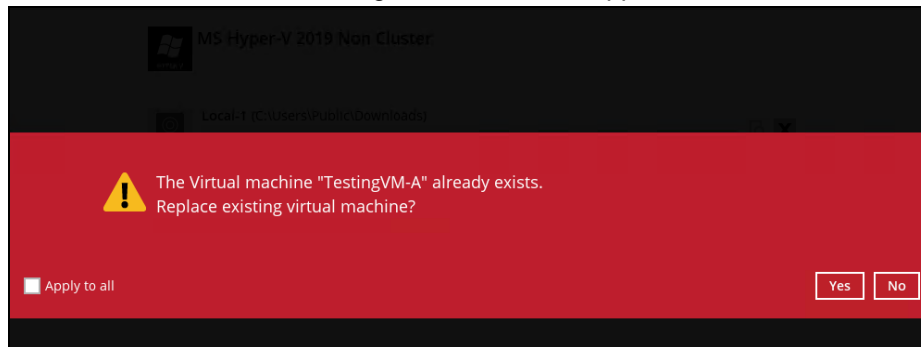 MS Hyper-V 2019 Non Cluster
Local-1 (C:\Users\Public\Downloads)
The Virtual machine "TestingVM-A" already exists.
Replace existing virtual machine?
Apply to all
Yes
No